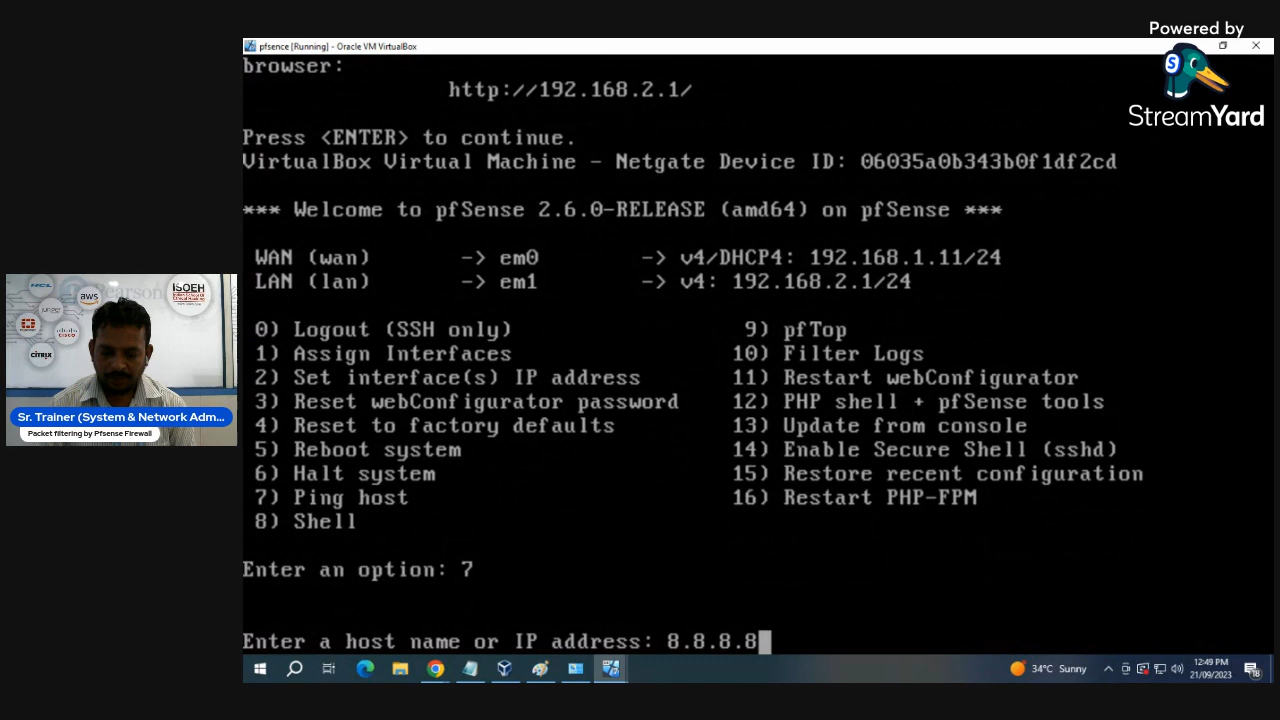 Powered by
StreamYard
pfsence [Running] - Oracle VM VirtualBox
browser:
http://192.168.2.1/
Press <ENTER> to continue.
VirtualBox Virtual Machine - Netgate Device ID: 06035a0b343b0f1df2cd
*** Welcome to pfSense 2.6.0-RELEASE (amd64) on pfSense ***
WAN (wan) -> em0 -> v4/DHCP4: 192.168.1.11/24
LAN (lan) -> em1 -> v4: 192.168.2.1/24
0) Logout (SSH only) 9) pfTop
1) Assign Interfaces 10) Filter Logs
2) Set interface(s) IP address 11) Restart webConfigurator
3) Reset webConfigurator password 12) PHP shell + pfSense tools
4) Reset to factory defaults 13) Update from console
5) Reboot system 14) Enable Secure Shell (sshd)
6) Halt system 15) Restore recent configuration
7) Ping host 16) Restart PHP-FPM
8) Shell
Enter an option: 7
Enter a host name or IP address: 8.8.8.8
HCL
aws
Pearson
ISOEH
CISCO
CITRIX
Sr. Trainer (System & Network Adm...
Packet filtering by Pfsense Firewall
34°C Sunny
12:49 PM
21/09/2023
18